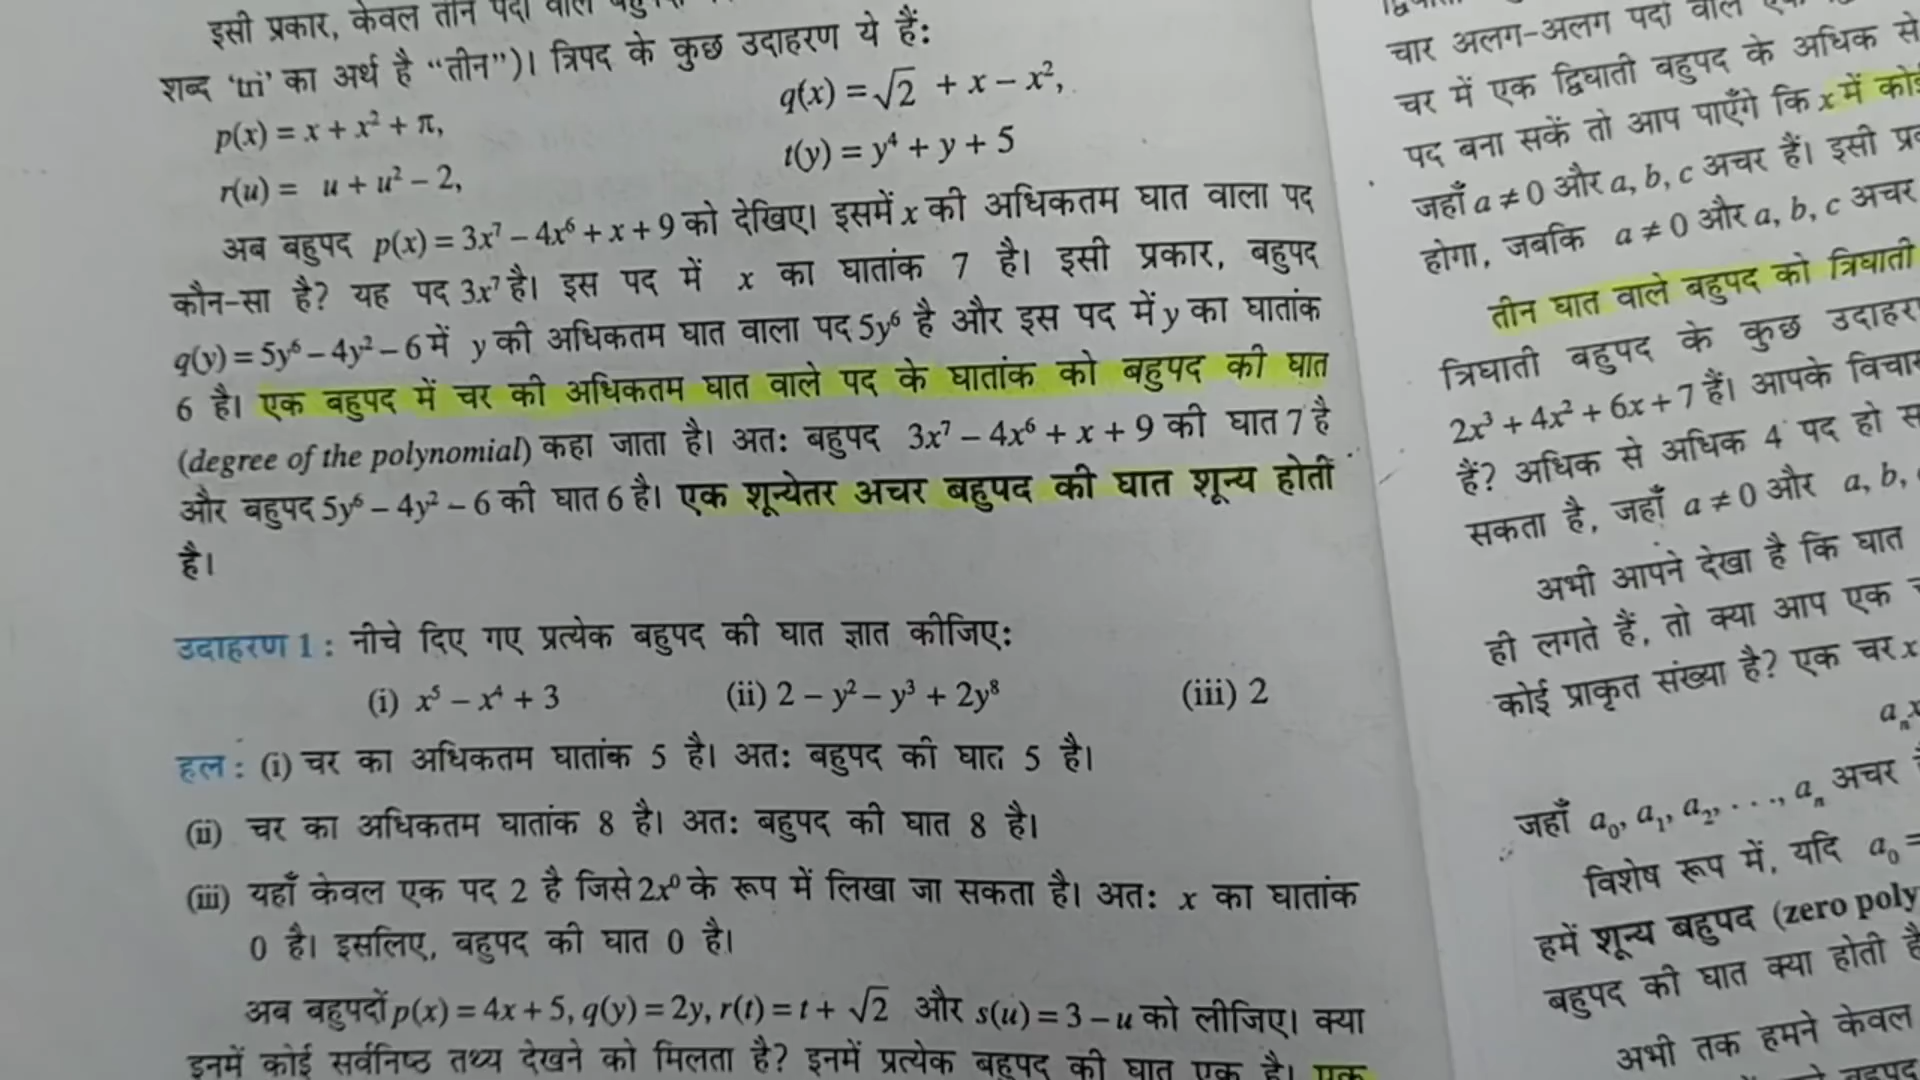 इसी प्रकार, केवल तीन पदों वाले
शब्द ‘tri’ का अर्थ है “तीन”)। त्रिपद के कुछ उदाहरण ये हैं:
p(x) = x + x² + π, q(x) = √2 + x – x²,
r(u) = u + u² – 2, t(y) = y⁴ + y + 5
अब बहुपद p(x) = 3x⁷ – 4x⁶ + x + 9 को देखिए। इसमें x की अधिकतम घात वाला पद
कौन-सा है? यह पद 3x⁷ है। इस पद में x का घातांक 7 है। इसी प्रकार, बहुपद
q(y) = 5y⁶ – 4y² – 6 में y की अधिकतम घात वाला पद 5y⁶ है और इस पद में y का घातांक
6 है। एक बहुपद में चर की अधिकतम घात वाले पद के घातांक को बहुपद की घात
(degree of the polynomial) कहा जाता है। अत: बहुपद 3x⁷ – 4x⁶ + x + 9 की घात 7 है
और बहुपद 5y⁶ – 4y² – 6 की घात 6 है। एक शून्येतर अचर बहुपद की घात शून्य होती
है।
उदाहरण 1 : नीचे दिए गए प्रत्येक बहुपद की घात ज्ञात कीजिए:
(i) x⁵ – x⁴ + 3 (ii) 2 – y² – y³ + 2y⁸ (iii) 2
हल : (i) चर का अधिकतम घातांक 5 है। अत: बहुपद की घात 5 है।
(ii) चर का अधिकतम घातांक 8 है। अत: बहुपद की घात 8 है।
(iii) यहाँ केवल एक पद 2 है जिसे 2x⁰ के रूप में लिखा जा सकता है। अत: x का घातांक
0 है। इसलिए, बहुपद की घात 0 है।
अब बहुपदों p(x) = 4x + 5, q(y) = 2y, r(t) = t + √2 और s(u) = 3 – u को लीजिए। क्या
इनमें कोई सर्वनिष्ठ तथ्य देखने को मिलता है? इनमें प्रत्येक बहुपद की घात एक है। एक
चार अलग-अलग पदों वाले
चर में एक द्विघाती बहुपद के अधिक से
पद बना सकें तो आप पाएँगे कि x में कोई
जहाँ a ≠ 0 और a, b, c अचर हैं। इसी
होगा, जबकि a ≠ 0 और a, b, c अचर
तीन घात वाले बहुपद को त्रिघाती
त्रिघाती बहुपद के कुछ
2x³ + 4x² + 6x + 7 हैं। आपके
हैं? अधिक से अधिक 4 पद हो
सकता है, जहाँ a ≠ 0 और a, b,
अभी आपने देखा है कि घात
ही लगते हैं, तो क्या आप एक
कोई प्राकृत संख्या है? एक चर x
aₙx
जहाँ a₀, a₁, a₂, . . ., aₙ अचर
विशेष रूप में, यदि a₀ =
हमें शून्य बहुपद (zero poly
बहुपद की घात क्या होती
अभी तक हमने केवल
बहुपद